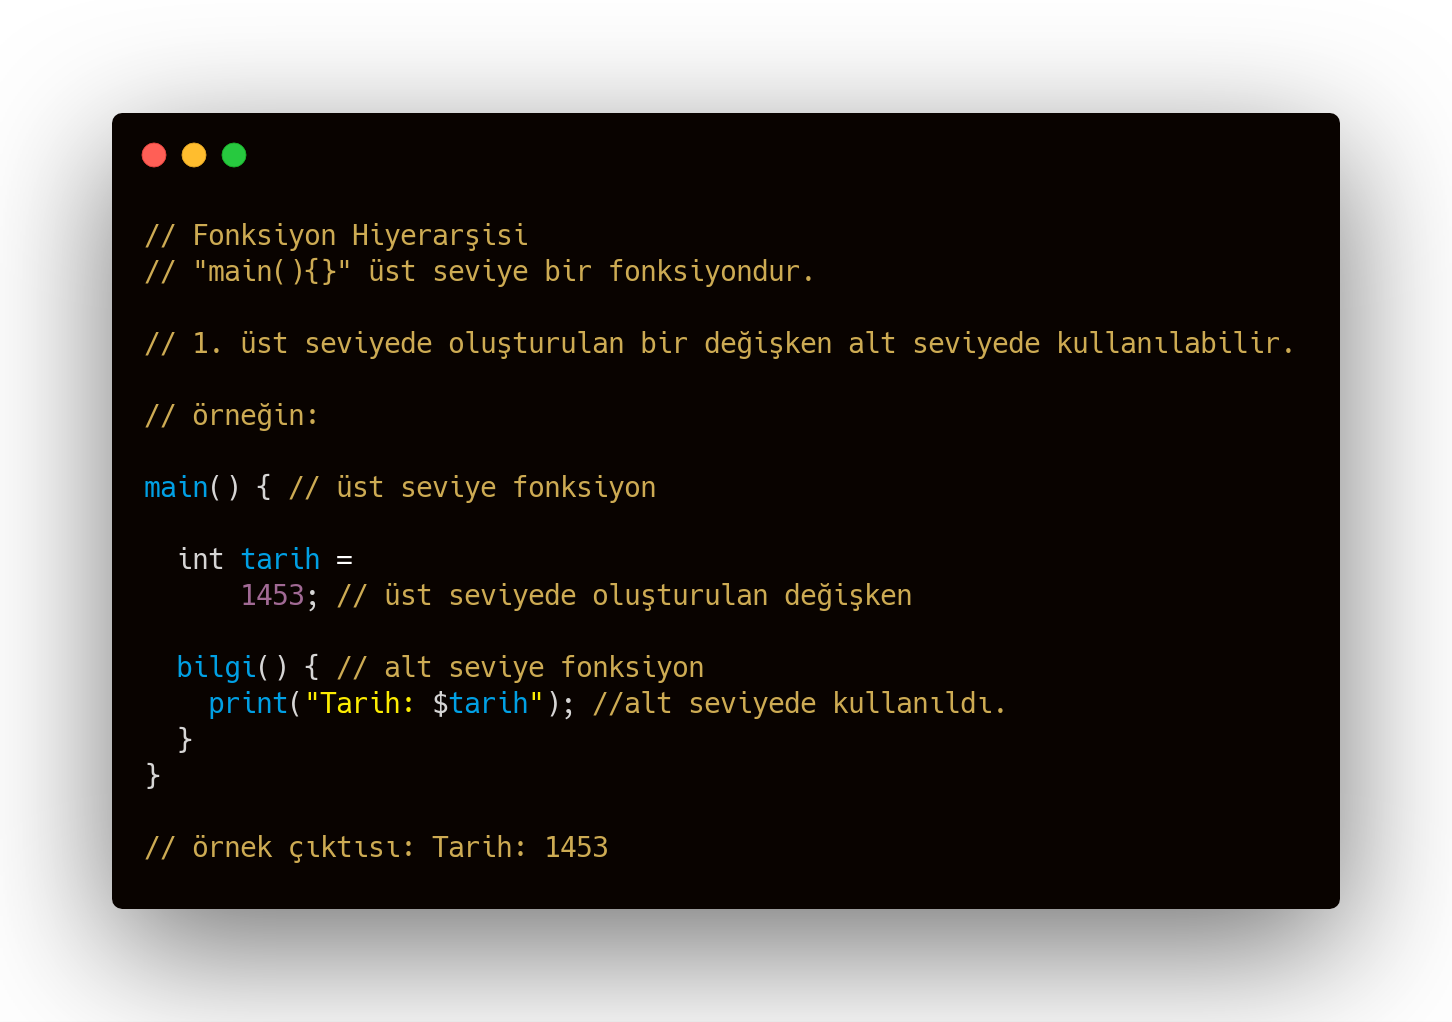 // Fonksiyon Hiyerarşisi
// "main(){}" üst seviye bir fonksiyondur.
// 1. üst seviyede oluşturulan bir değişken alt seviyede kullanılabilir.
// örneğin:
main() { // üst seviye fonksiyon
int tarih =
1453; // üst seviyede oluşturulan değişken
bilgi() { // alt seviye fonksiyon
print("Tarih: $tarih"); //alt seviyede kullanıldı.
}
}
// örnek çıktısı: Tarih: 1453